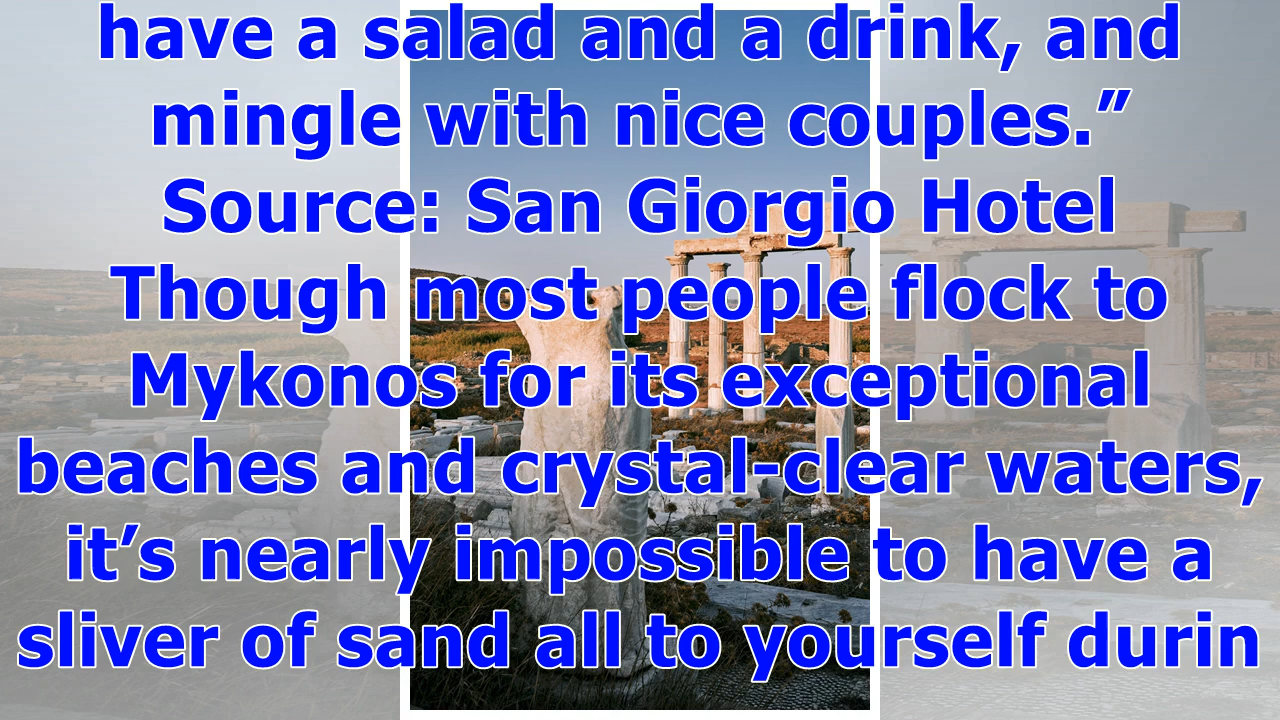 have a salad and a drink, and
mingle with nice couples.”
Source: San Giorgio Hotel
Though most people flock to
Mykonos for its exceptional
beaches and crystal-clear waters,
it’s nearly impossible to have a
sliver of sand all to yourself durin